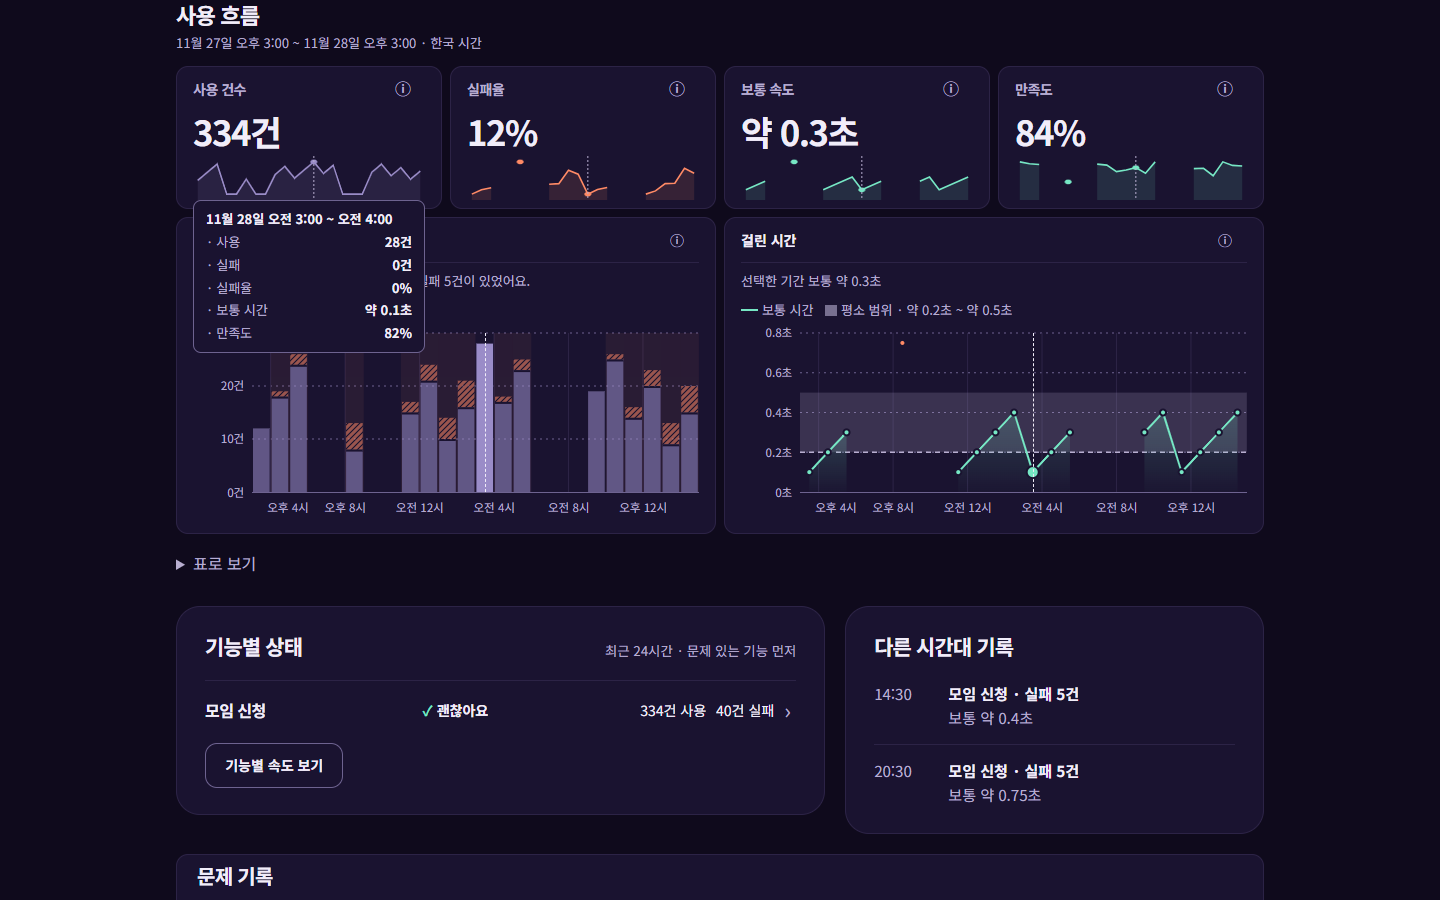 사용 흐름
11월 27일 오후 3:00 ~ 11월 28일 오후 3:00 · 한국 시간
사용 건수 ⓘ
334건
실패율 ⓘ
12%
보통 속도 ⓘ
약 0.3초
만족도 ⓘ
84%
11월 28일 오전 3:00 ~ 오전 4:00
· 사용 28건
· 실패 0건
· 실패율 0%
· 보통 시간 약 0.1초
· 만족도 82%
ⓘ
5건이 있었어요.
20건
10건
0건
오후 4시 오후 8시 오전 12시 오전 4시 오전 8시 오후 12시
걸린 시간 ⓘ
선택한 기간 보통 약 0.3초
보통 시간 평소 범위 · 약 0.2초 ~ 약 0.5초
0.8초
0.6초
0.4초
0.2초
0초
오후 4시 오후 8시 오전 12시 오전 4시 오전 8시 오후 12시
▶ 표로 보기
기능별 상태
최근 24시간 · 문제 있는 기능 먼저
모임 신청 ✓ 괜찮아요 334건 사용 40건 실패 ›
기능별 속도 보기
다른 시간대 기록
14:30 모임 신청 · 실패 5건
보통 약 0.4초
20:30 모임 신청 · 실패 5건
보통 약 0.75초
문제 기록